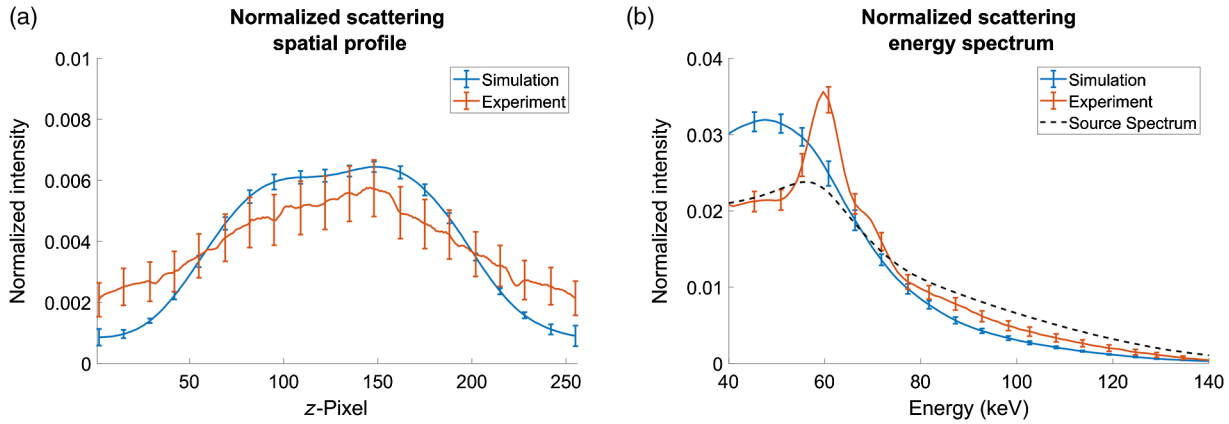 (a)
Normalized scattering
spatial profile
0.01
0.008
0.006
0.004
0.002
0
Normalized intensity
Simulation
Experiment
50
100
150
200
250
z-Pixel
(b)
Normalized scattering
energy spectrum
0.04
0.03
0.02
0.01
0
Normalized intensity
Simulation
Experiment
Source Spectrum
40
60
80
100
120
140
Energy (keV)